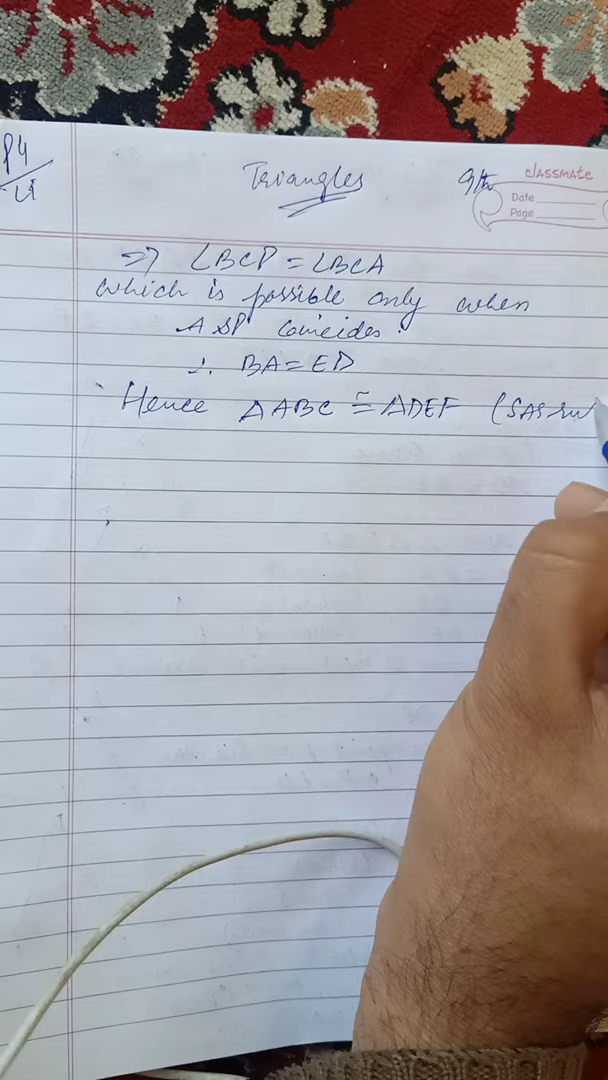 P4
Triangles
9th
classmate
Date
Page
⇒ ∠BCP = ∠BCA
which is possible only when
A &P coincides.
∴ BA = ED
Hence ΔABC ≅ ΔDEF (SAS